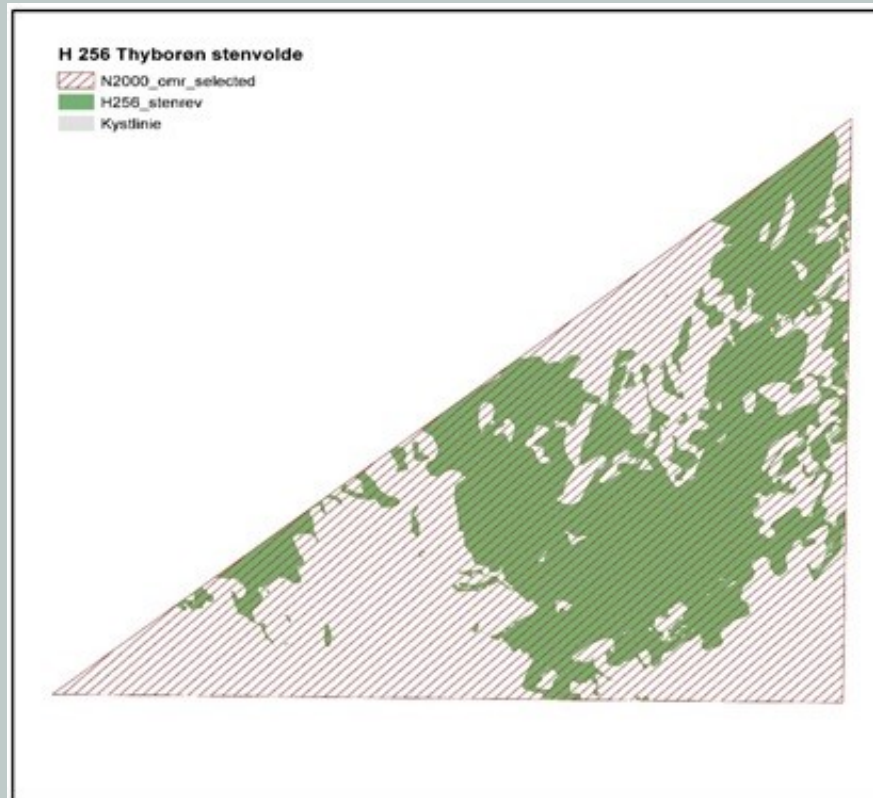 H 256 Thyborøn stenvolde
N2000_omr_selected
H256_stenrev
Kystlinie